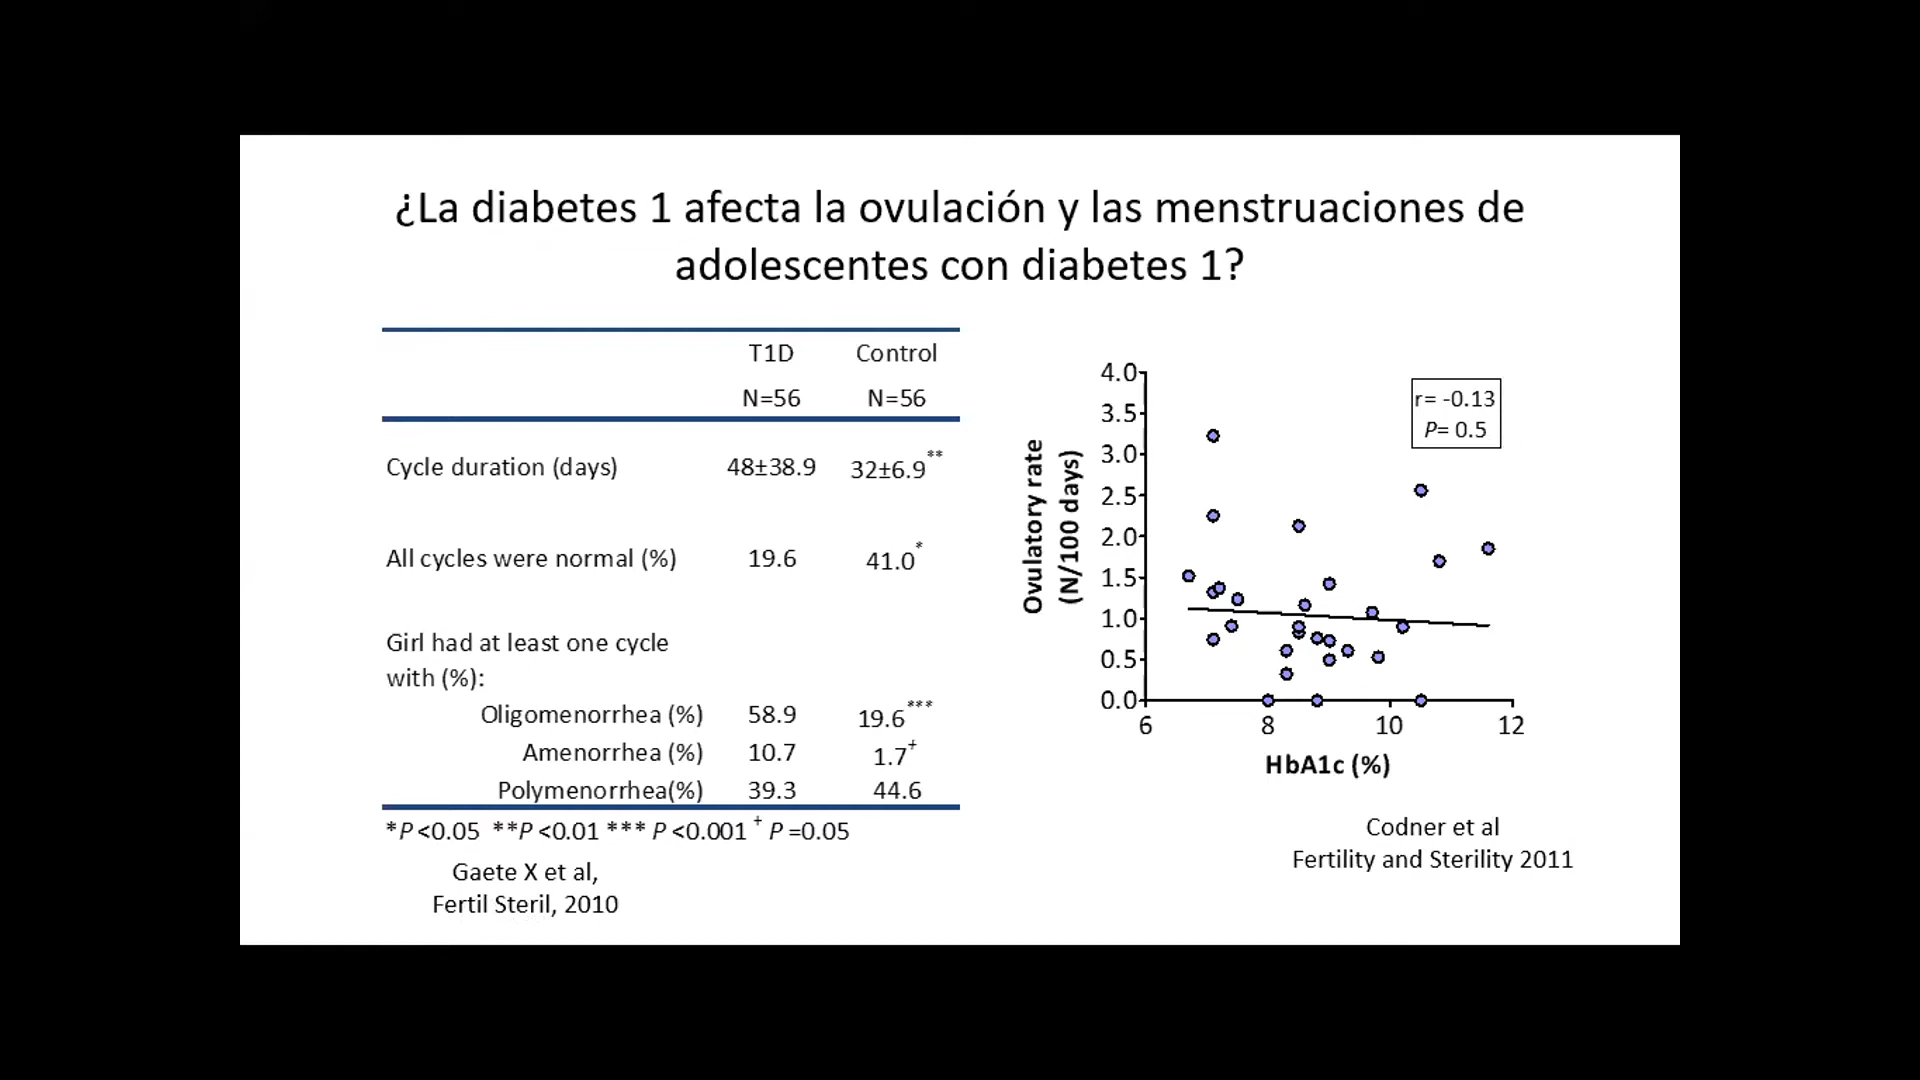 ¿La diabetes 1 afecta la ovulación y las menstruaciones de
adolescentes con diabetes 1?
T1D Control
N=56 N=56
Cycle duration (days) 48±38.9 32±6.9**
All cycles were normal (%) 19.6 41.0*
Girl had at least one cycle
with (%):
Oligomenorrhea (%) 58.9 19.6***
Amenorrhea (%) 10.7 1.7+
Polymenorrhea(%) 39.3 44.6
*P<0.05 **P<0.01 *** P<0.001 + P=0.05
Gaete X et al,
Fertil Steril, 2010
Ovulatory rate
(N/100 days)
4.0
3.5
3.0
2.5
2.0
1.5
1.0
0.5
0.0
6 8 10 12
HbA1c (%)
r= -0.13
P= 0.5
Codner et al
Fertility and Sterility 2011